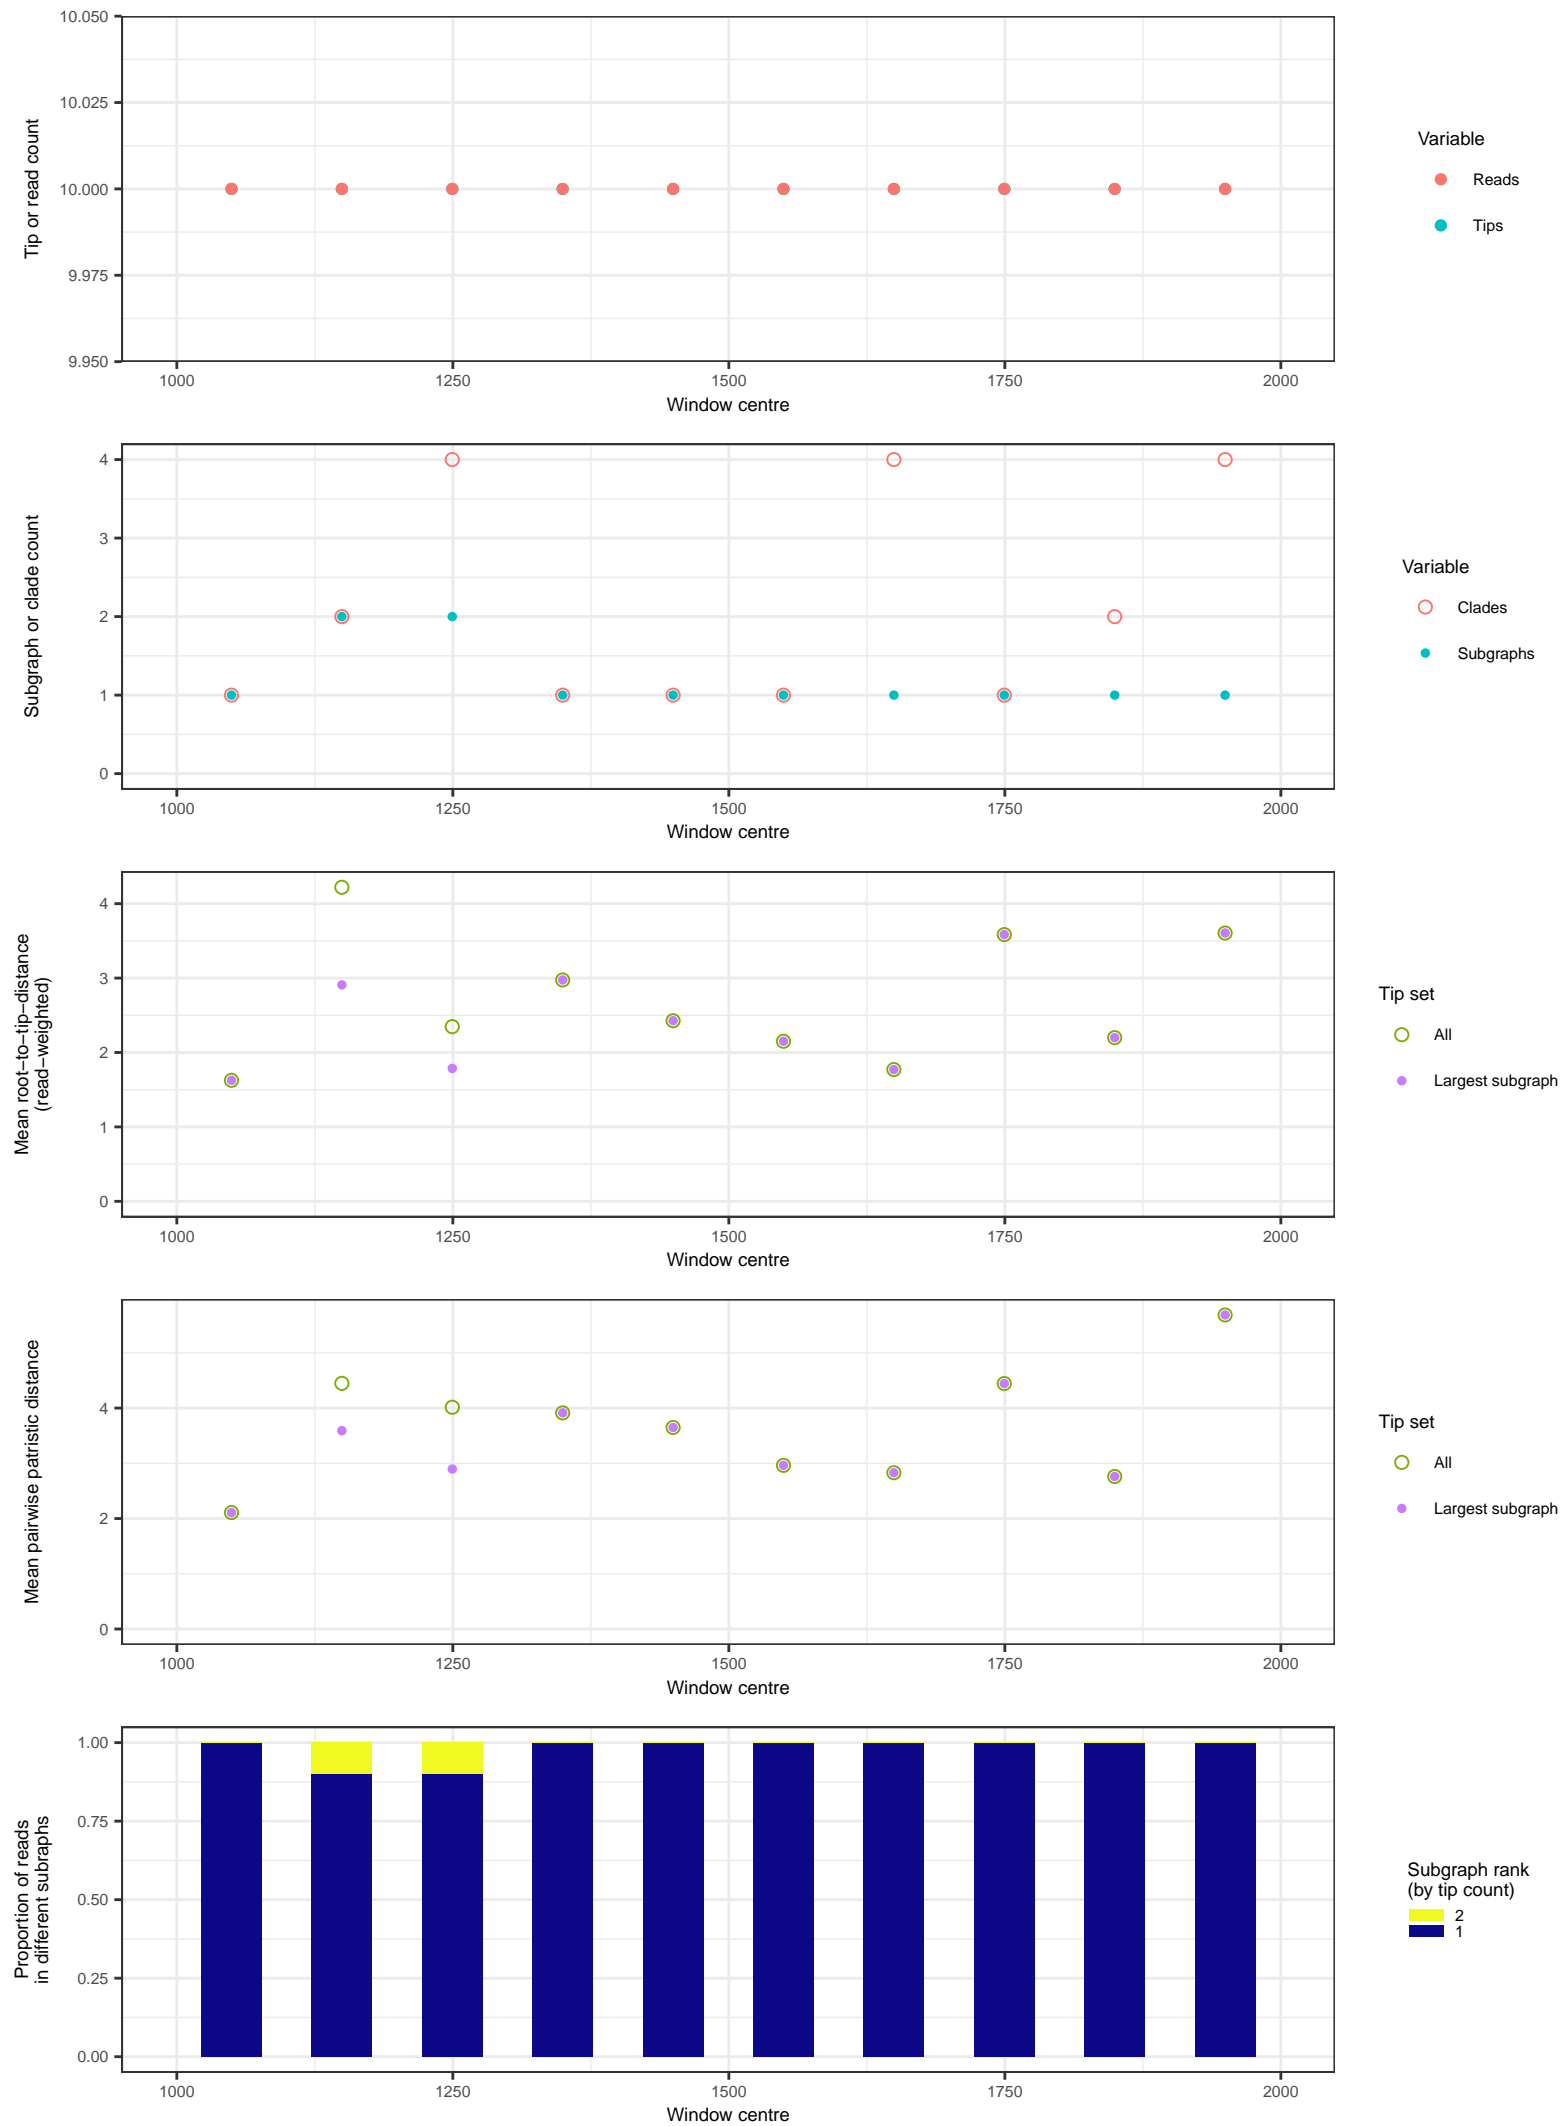 10.050
10.025
10.000
9.975
9.950
Tip or read count
1000 1250 1500 1750 2000
Window centre
Variable
Reads
Tips
4
3
2
1
0
Subgraph or clade count
1000 1250 1500 1750 2000
Window centre
Variable
Clades
Subgraphs
4
3
2
1
0
Mean root−to−tip−distance
(read−weighted)
1000 1250 1500 1750 2000
Window centre
Tip set
All
Largest subgraph
4
2
0
Mean pairwise patristic distance
1000 1250 1500 1750 2000
Window centre
Tip set
All
Largest subgraph
1.00
0.75
0.50
0.25
0.00
Proportion of reads
in different subraphs
1000 1250 1500 1750 2000
Window centre
Subgraph rank
(by tip count)
2
1